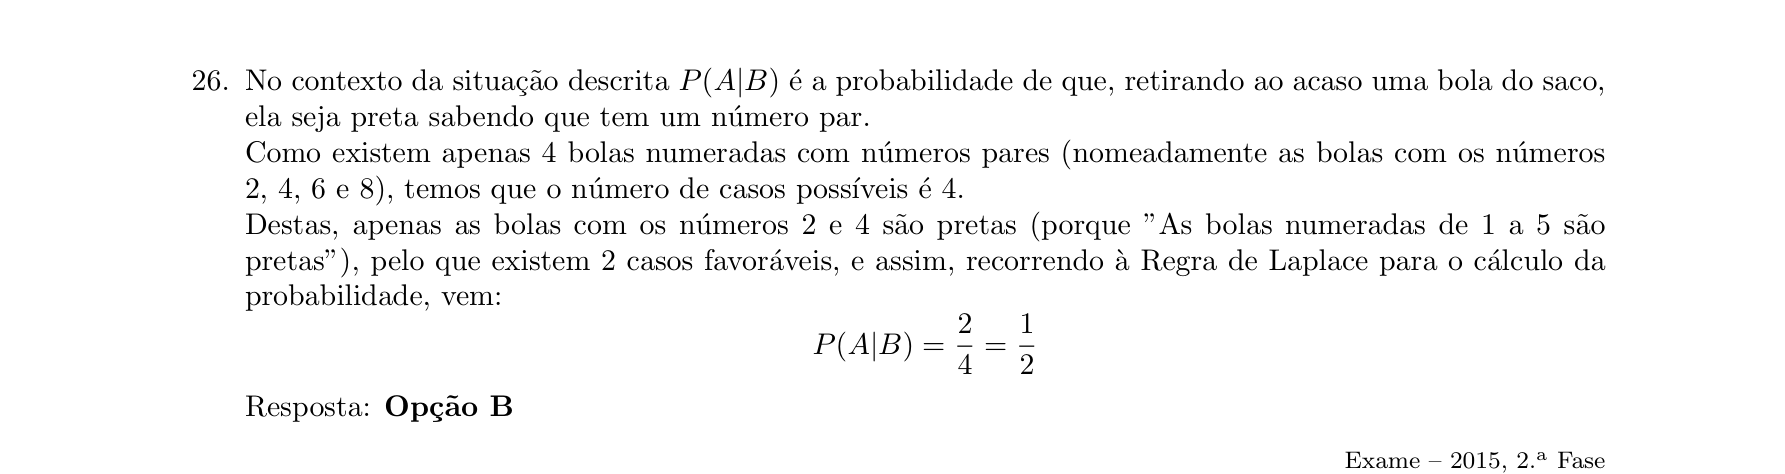 26. No contexto da situação descrita P(A|B) é a probabilidade de que, retirando ao acaso uma bola do saco,
ela seja preta sabendo que tem um número par.
Como existem apenas 4 bolas numeradas com números pares (nomeadamente as bolas com os números
2, 4, 6 e 8), temos que o número de casos possíveis é 4.
Destas, apenas as bolas com os números 2 e 4 são pretas (porque ”As bolas numeradas de 1 a 5 são
pretas”), pelo que existem 2 casos favoráveis, e assim, recorrendo à Regra de Laplace para o cálculo da
probabilidade, vem:
P(A|B) = 2/4 = 1/2
Resposta: Opção B
Exame – 2015, 2.ª Fase